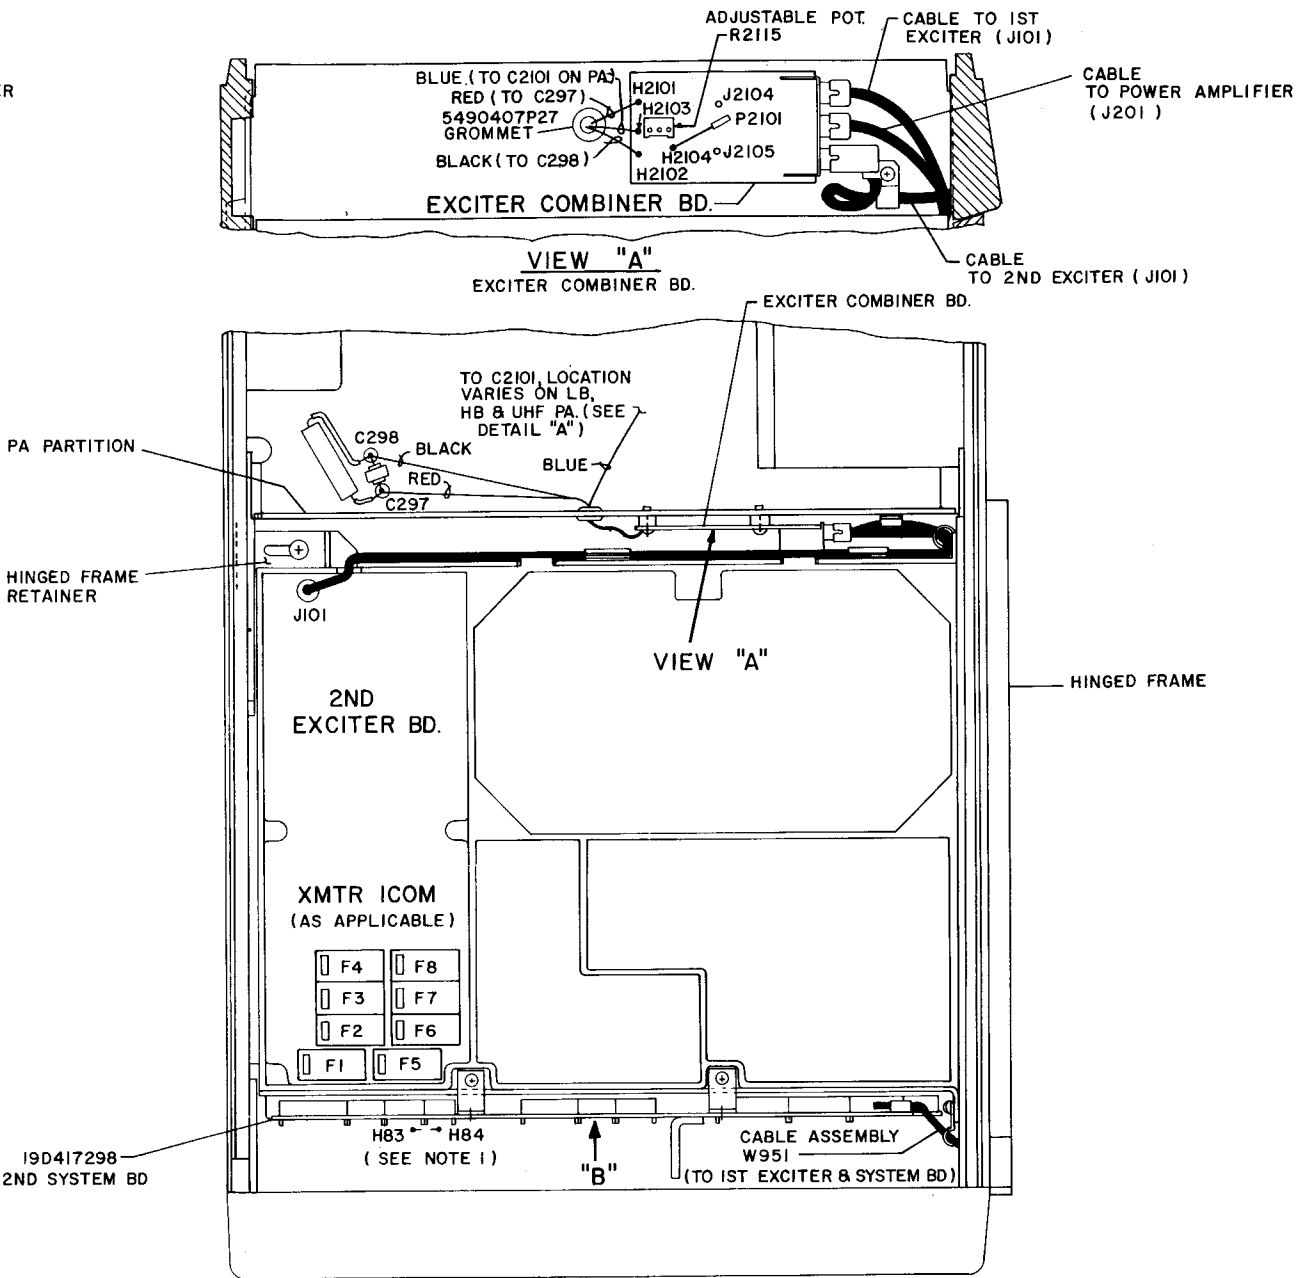 ADJUSTABLE POT.
R2115
CABLE TO 1ST
EXCITER (J101)
ER
BLUE (TO C2101 ON PA)
RED (TO C297)
5490407P27
GROMMET
BLACK (TO C298)
H2101
H2103
J2104
P2101
H2104
J2105
H2102
CABLE
TO POWER AMPLIFIER
(J201)
EXCITER COMBINER BD.
VIEW "A"
EXCITER COMBINER BD.
CABLE
TO 2ND EXCITER (J101)
EXCITER COMBINER BD.
TO C2101, LOCATION
VARIES ON LB,
HB & UHF PA. (SEE
DETAIL "A")
PA PARTITION
C298
BLACK
BLUE
RED
C297
HINGED FRAME
RETAINER
J101
VIEW "A"
HINGED FRAME
2ND
EXCITER BD.
XMTR ICOM
(AS APPLICABLE)
F4 F8
F3 F7
F2 F6
F1 F5
19D417298
2ND SYSTEM BD
H83 H84
(SEE NOTE 1)
"B"
CABLE ASSEMBLY
W951
(TO 1ST EXCITER & SYSTEM BD)